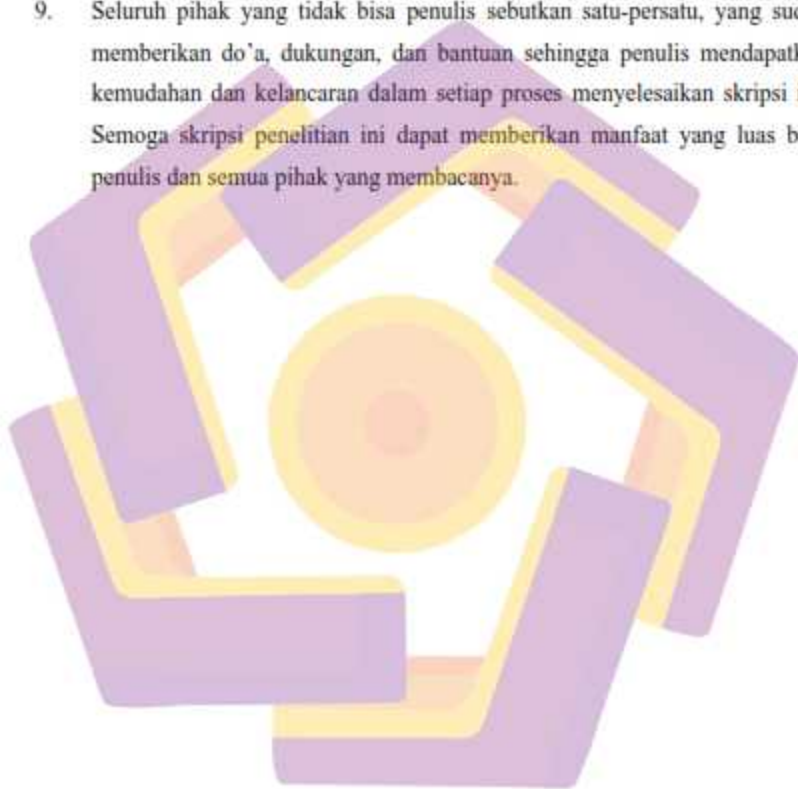 9. Seluruh pihak yang tidak bisa penulis sebutkan satu-persatu, yang
memberikan do’a, dukungan, dan bantuan sehingga penulis
kemudahan dan kelancaran dalam setiap proses menyelesaikan skripsi
Semoga skripsi penelitian ini dapat memberikan manfaat yang luas
penulis dan semua pihak yang membacanya.